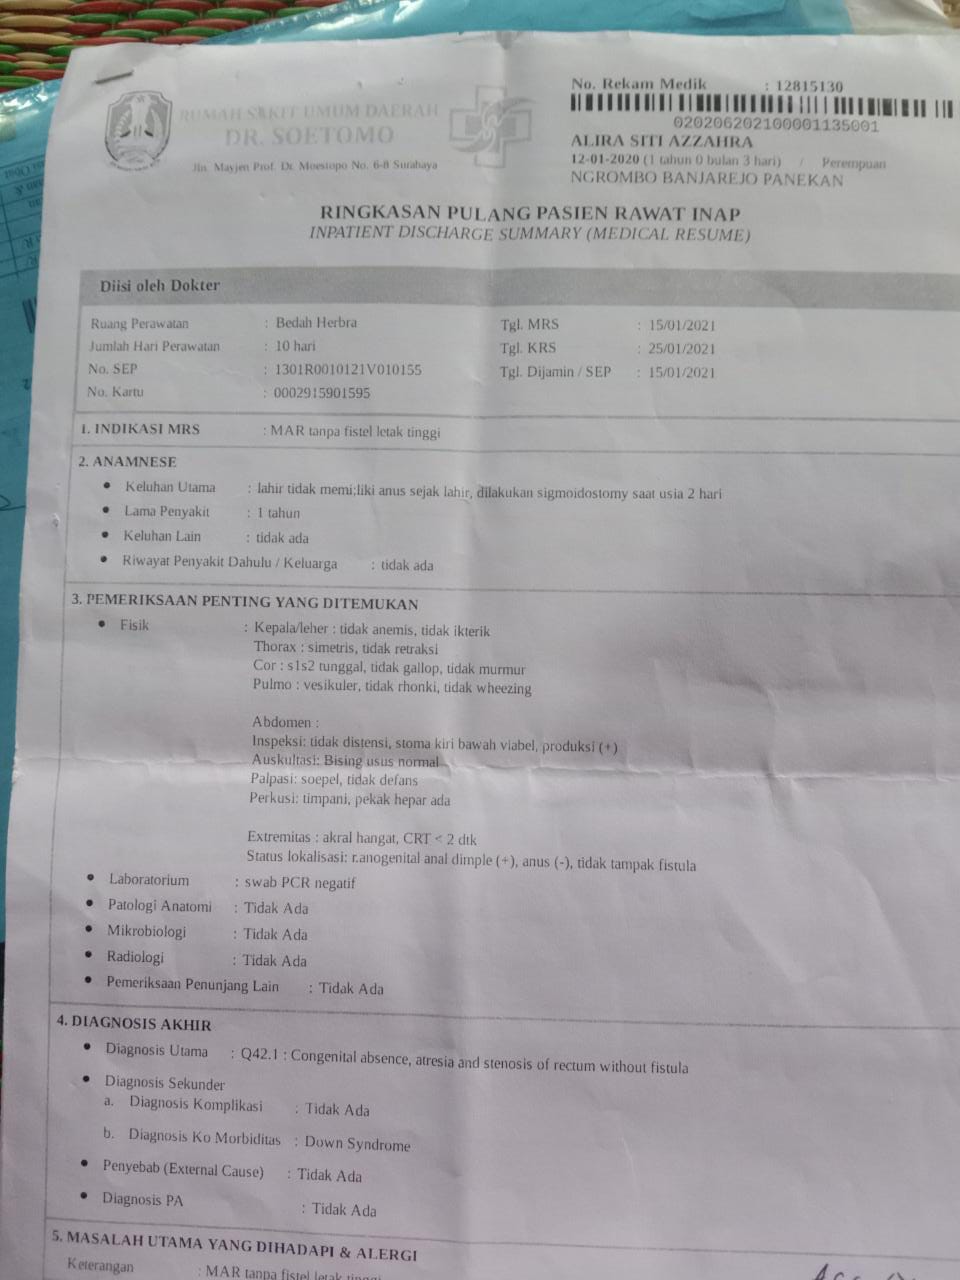 RUMAH SAKIT UMUM DAERAH
DR. SOETOMO
Jln. Mayjen Prof. Dr. Moestopo No. 6-8 Surabaya
No. Rekam Medik : 12815130
020206202100001135001
ALIRA SITI AZZAHRA
12-01-2020 (1 tahun 0 bulan 3 hari) / Perempuan
NGROMBO BANJAREJO PANEKAN
RINGKASAN PULANG PASIEN RAWAT INAP
INPATIENT DISCHARGE SUMMARY (MEDICAL RESUME)
Diisi oleh Dokter
Ruang Perawatan : Bedah Herbra Tgl. MRS : 15/01/2021
Jumlah Hari Perawatan : 10 hari Tgl. KRS : 25/01/2021
No. SEP : 1301R0010121V010155 Tgl. Dijamin / SEP : 15/01/2021
No. Kartu : 0002915901595
1. INDIKASI MRS : MAR tanpa fistel letak tinggi
2. ANAMNESE
• Keluhan Utama : lahir tidak memi;liki anus sejak lahir, dilakukan sigmoidostomy saat usia 2 hari
• Lama Penyakit : 1 tahun
• Keluhan Lain : tidak ada
• Riwayat Penyakit Dahulu / Keluarga : tidak ada
3. PEMERIKSAAN PENTING YANG DITEMUKAN
• Fisik : Kepala/leher : tidak anemis, tidak ikterik
Thorax : simetris, tidak retraksi
Cor : s1s2 tunggal, tidak gallop, tidak murmur
Pulmo : vesikuler, tidak rhonki, tidak wheezing
Abdomen :
Inspeksi: tidak distensi, stoma kiri bawah viabel, produksi (+)
Auskultasi: Bising usus normal
Palpasi: soepel, tidak defans
Perkusi: timpani, pekak hepar ada
Extremitas : akral hangat, CRT < 2 dtk
Status lokalisasi: r.anogenital anal dimple (+), anus (-), tidak tampak fistula
• Laboratorium : swab PCR negatif
• Patologi Anatomi : Tidak Ada
• Mikrobiologi : Tidak Ada
• Radiologi : Tidak Ada
• Pemeriksaan Penunjang Lain : Tidak Ada
4. DIAGNOSIS AKHIR
• Diagnosis Utama : Q42.1 : Congenital absence, atresia and stenosis of rectum without fistula
• Diagnosis Sekunder
a. Diagnosis Komplikasi : Tidak Ada
b. Diagnosis Ko Morbiditas : Down Syndrome
• Penyebab (External Cause) : Tidak Ada
• Diagnosis PA : Tidak Ada
5. MASALAH UTAMA YANG DIHADAPI & ALERGI
Keterangan : MAR tanpa fistel letak tinggi